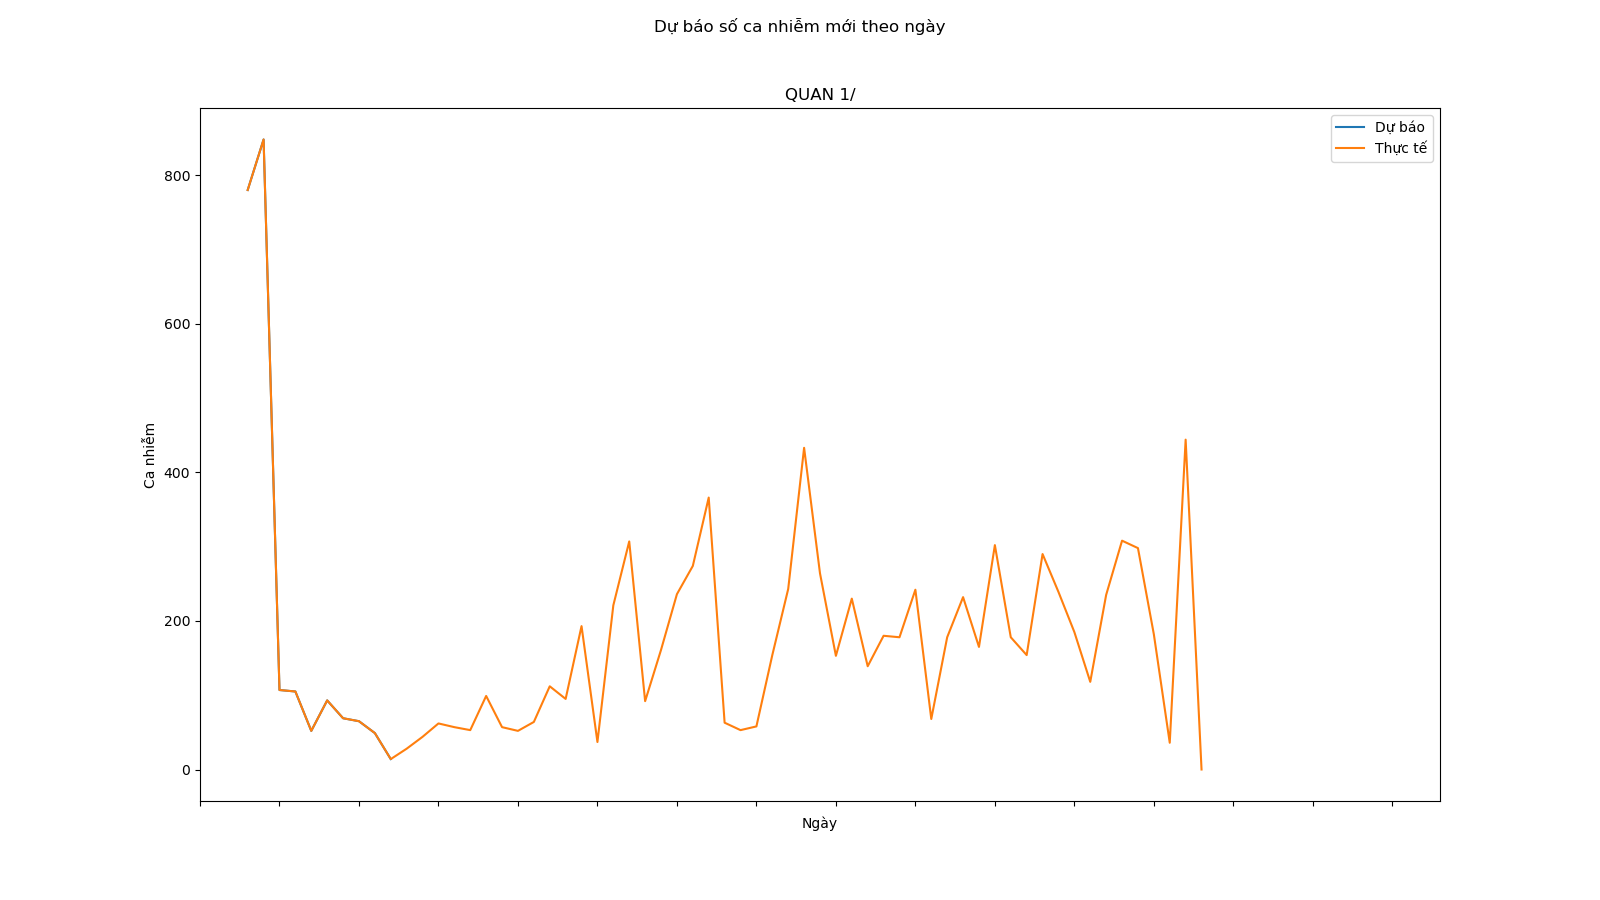 Dự báo số ca nhiễm mới theo ngày
QUAN 1/
Dự báo
Thực tế
800
600
400
200
0
Ca nhiễm
Ngày